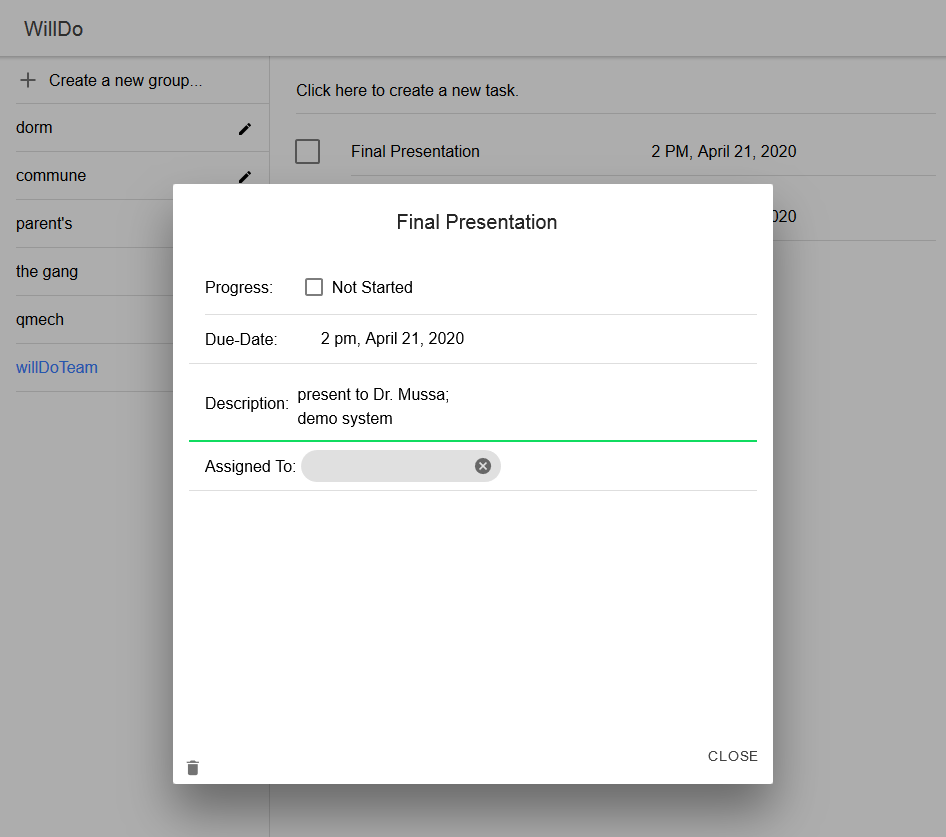 WillDo
Create a new group...
dorm
commune
parent's
the gang
qmech
willDoTeam
Click here to create a new task.
Final Presentation 2 PM, April 21, 2020
020
Final Presentation
Progress: Not Started
Due-Date: 2 pm, April 21, 2020
Description: present to Dr. Mussa;
demo system
Assigned To:
CLOSE